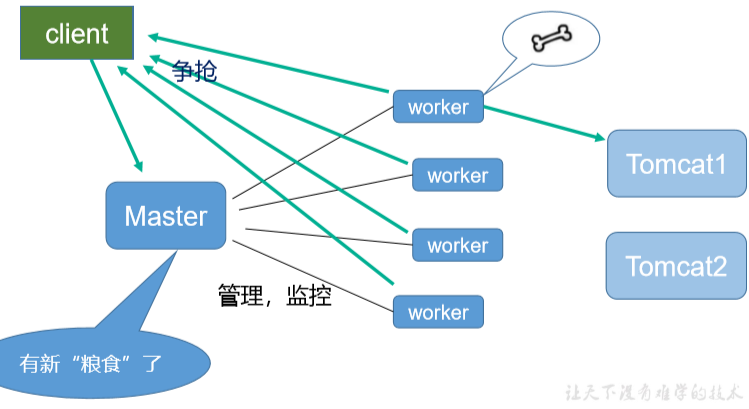 client
争抢
worker
Tomcat1
worker
Master
worker
Tomcat2
管理，监控
worker
有新“粮食”了
让天下没有难学的技术